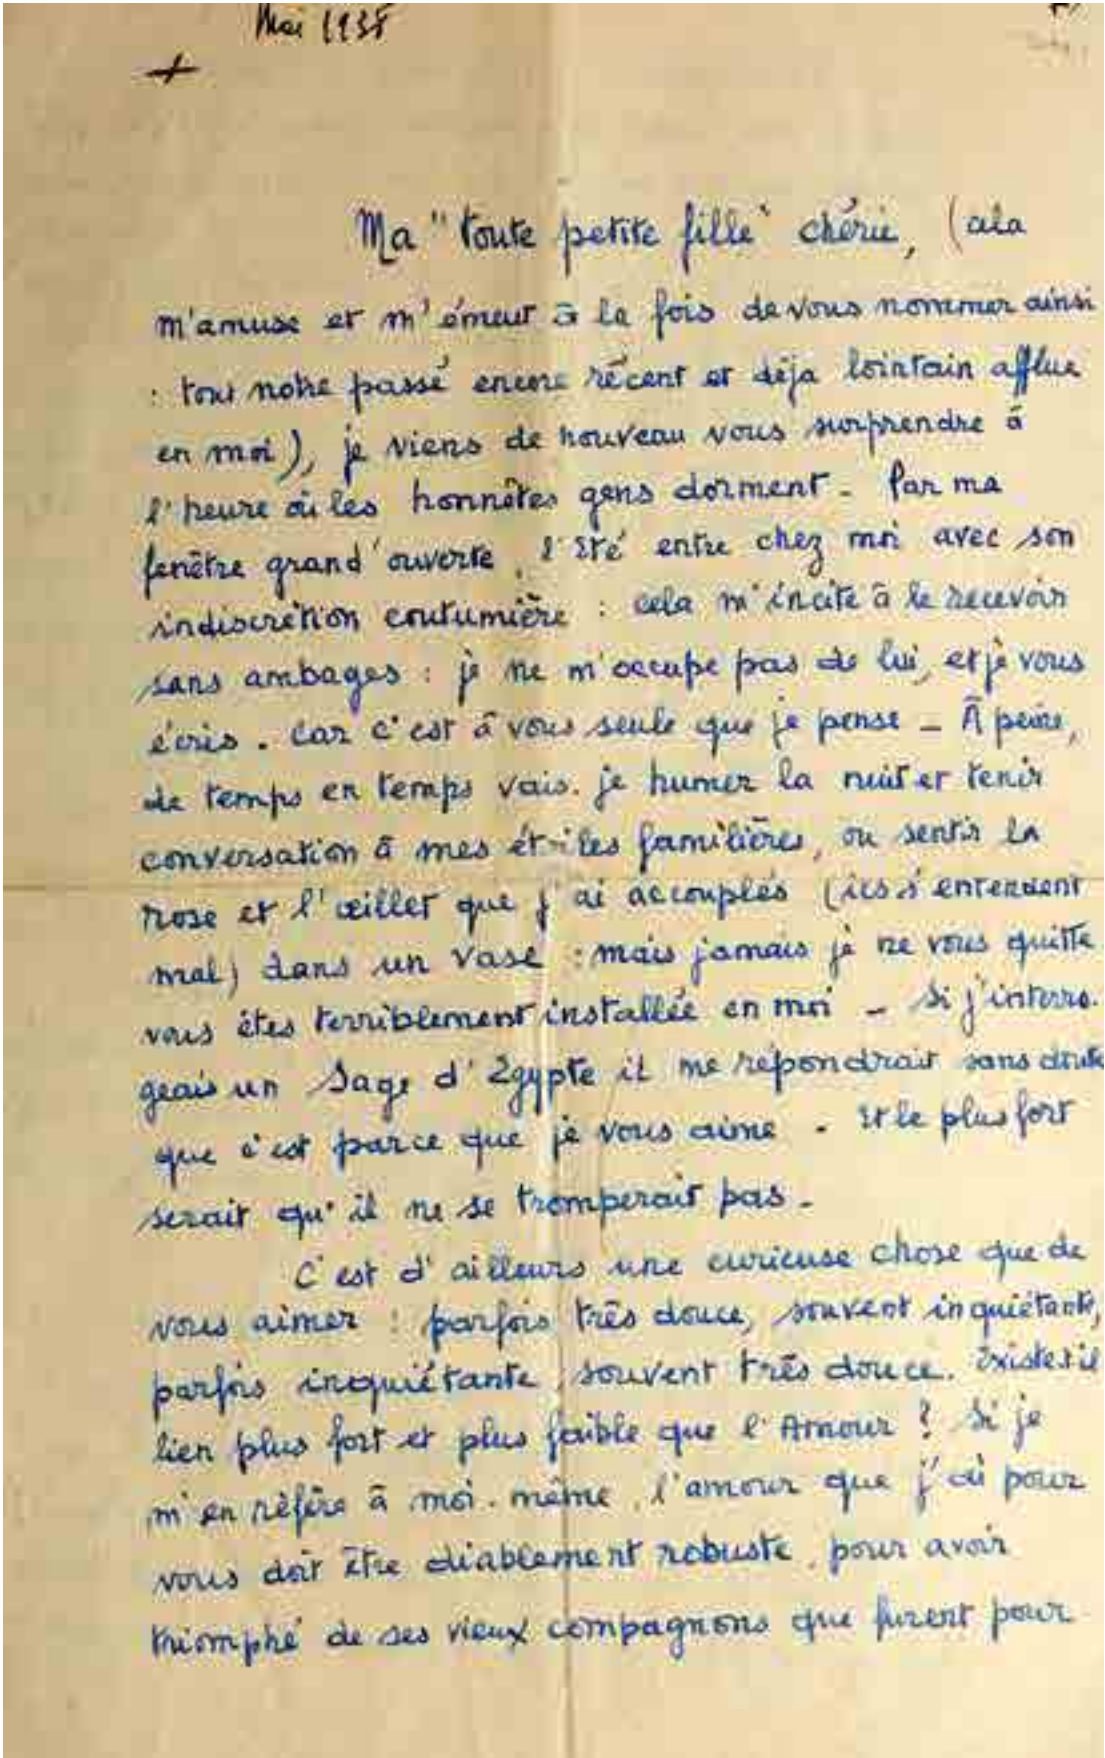 Mai 1938
+
Ma "toute petite fille" chérie, (cela
m'amuse et m'émeut à la fois de vous nommer ainsi
: tout notre passé encore récent et déja lointain afflue
en moi), je viens de nouveau vous surprendre à
l'heure où les honnêtes gens dorment - Par ma
fenêtre grand'ouverte, l'Eté entre chez moi avec son
indiscrétion coutumière : cela m'incite à le recevoir
sans ambages : je ne m'occupe pas de lui, et je vous
écris . Car c'est à vous seule que je pense - À peine,
de temps en temps vais-je humer la nuit et tenir
conversation à mes étoiles familières, ou sentir la
rose et l'œillet que j'ai accouplés (ils s'entendent
mal) dans un vase : mais jamais je ne vous quitte
vous êtes terriblement installée en moi - Si j'interro-
geais un Sage d'Egypte il me répondrait sans doute
que c'est parce que je vous aime . Et le plus fort
serait qu'il ne se tromperait pas -
C'est d'ailleurs une curieuse chose que de
vous aimer : parfois très douce, souvent inquiétante,
parfois inquiétante, souvent très douce. Existe-t-il
lien plus fort et plus faible que l'Amour ? Si je
m'en réfère à moi-même, l'amour que j'ai pour
vous doit être diablement robuste, pour avoir
triomphé de ses vieux compagnons que furent pour